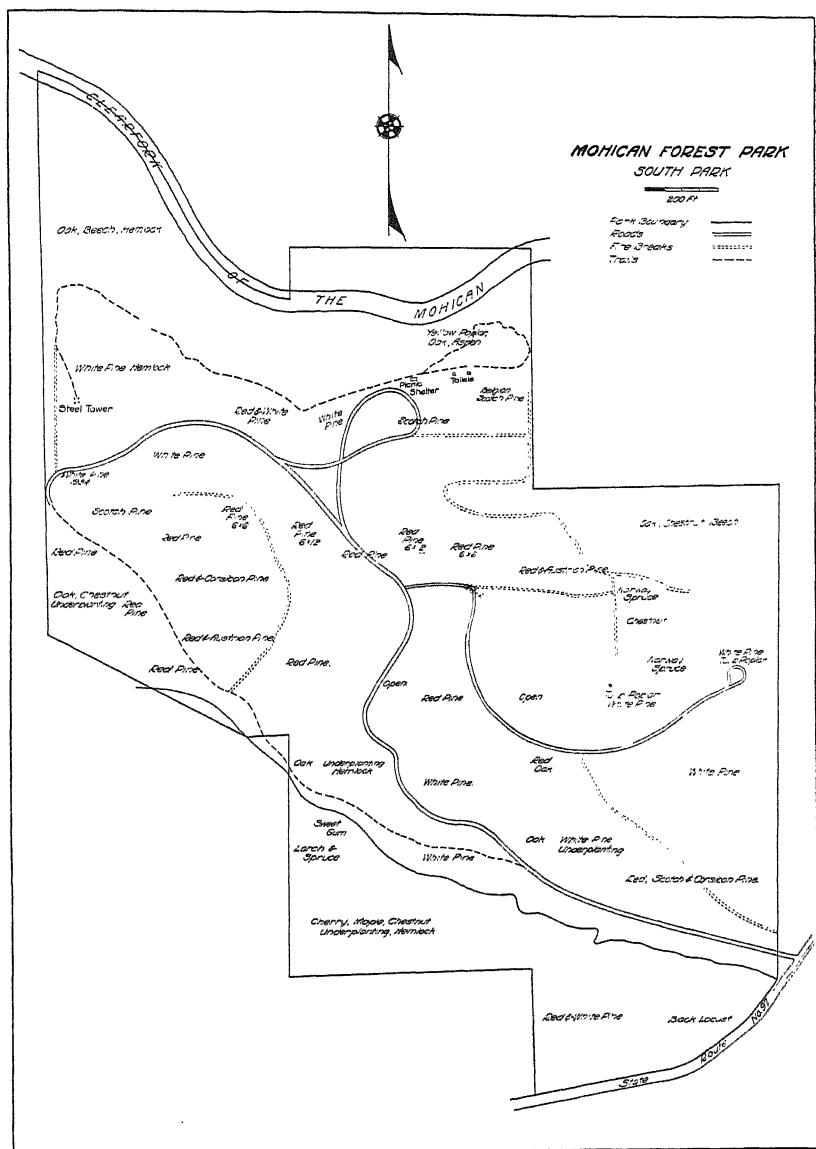 CLEARFORK
OF
THE
MOHICAN
MOHICAN FOREST PARK
SOUTH PARK
200 Ft
Park Boundary
Roads
Fire Breaks
Trails
Oak, Beech, Hemlock
Yellow Poplar,
Oak, Aspen
White Pine Hemlock
Picnic
Shelter
Toilets
Steel Tower
Red & White
Pine
White
Pine
Belgian
Scotch Pine
Scotch Pine
White Pine
White Pine
1934
Scotch Pine
Red
Pine
6x6
Red
Pine
6x12
Red Pine
Red Pine
Red Pine
Red
Pine
Red Pine
6x6
Oak, Chestnut Beech
Red & Austrian Pine
Norway
Spruce
Chestnut
Red & Corsican Pine
Oak, Chestnut
Underplanting
Red
Pine
Red & Austrian Pine
Red Pine
Red Pine.
Open
Red Pine
Open
Norway
Spruce
White Pine
Tulip Poplar
Tulip Poplar
White Pine
Oak Underplanting
Hemlock
White Pine.
Red
Oak
White Pine
Sweet
Gum
Larch &
Spruce
White Pine
Oak White Pine
Underplanting
Red, Scotch & Corsican Pine.
Cherry, Maple, Chestnut
Underplanting, Hemlock
Red & White Pine
Back Locust
State Route No. 97